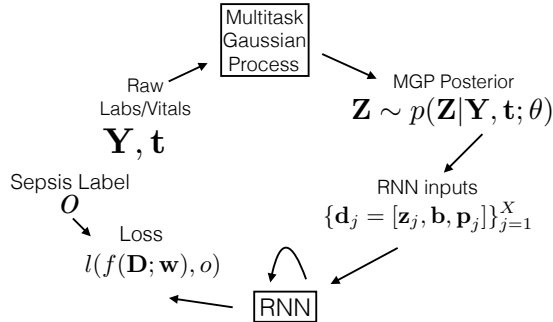 Multitask
Gaussian
Process
Raw
Labs/Vitals
Y, t
MGP Posterior
Z ∼ p(Z|Y, t; θ)
Sepsis Label
o
RNN inputs
{d_j = [z_j, b, p_j]}_{j=1}^X
Loss
l(f(D; w), o)
RNN